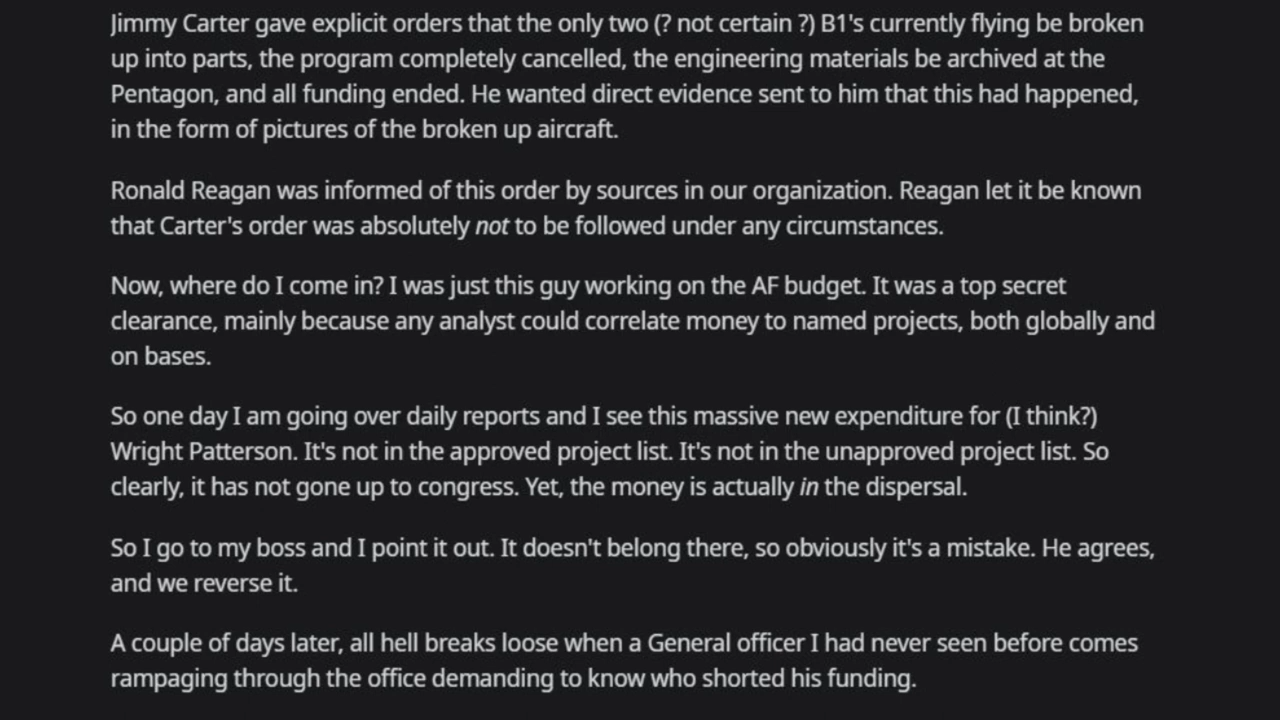 Jimmy Carter gave explicit orders that the only two (? not certain ?) B1's currently flying be broken
up into parts, the program completely cancelled, the engineering materials be archived at the
Pentagon, and all funding ended. He wanted direct evidence sent to him that this had happened,
in the form of pictures of the broken up aircraft.
Ronald Reagan was informed of this order by sources in our organization. Reagan let it be known
that Carter's order was absolutely not to be followed under any circumstances.
Now, where do I come in? I was just this guy working on the AF budget. It was a top secret
clearance, mainly because any analyst could correlate money to named projects, both globally and
on bases.
So one day I am going over daily reports and I see this massive new expenditure for (I think?)
Wright Patterson. It's not in the approved project list. It's not in the unapproved project list. So
clearly, it has not gone up to congress. Yet, the money is actually in the dispersal.
So I go to my boss and I point it out. It doesn't belong there, so obviously it's a mistake. He agrees,
and we reverse it.
A couple of days later, all hell breaks loose when a General officer I had never seen before comes
rampaging through the office demanding to know who shorted his funding.